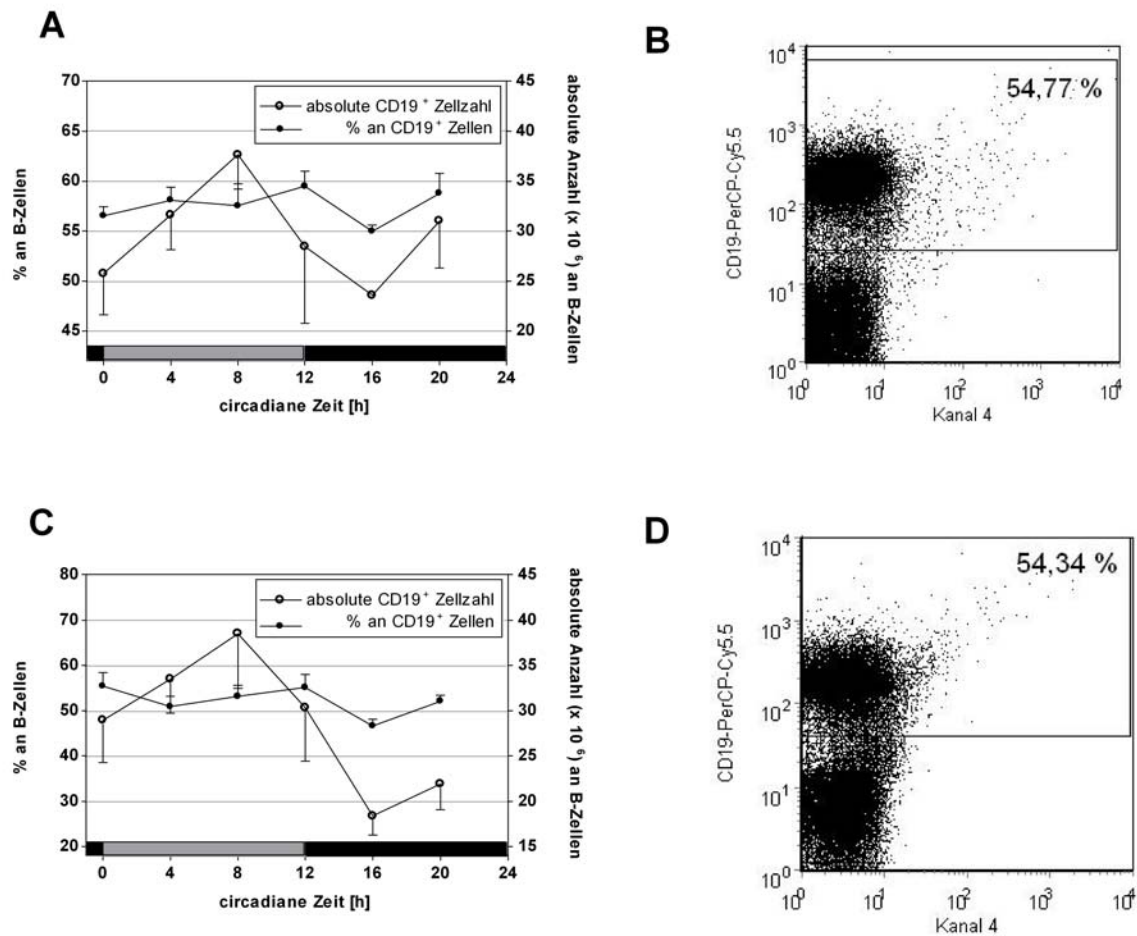 A
70
65
60
55
50
45
% an B-Zellen
absolute CD19⁺ Zellzahl
% an CD19⁺ Zellen
45
40
35
30
25
20
absolute Anzahl (x 10 ⁶) an B-Zellen
0 4 8 12 16 20 24
circadiane Zeit [h]
B
54,77 %
10⁴
10³
10²
10¹
10⁰
CD19-PerCP-Cy5.5
10⁰ 10¹ 10² 10³ 10⁴
Kanal 4
C
80
70
60
50
40
30
20
% an B-Zellen
absolute CD19⁺ Zellzahl
% an CD19⁺ Zellen
45
40
35
30
25
20
15
absolute Anzahl (x 10 ⁶) an B-Zellen
0 4 8 12 16 20 24
circadiane Zeit [h]
D
54,34 %
10⁴
10³
10²
10¹
10⁰
CD19-PerCP-Cy5.5
10⁰ 10¹ 10² 10³ 10⁴
Kanal 4